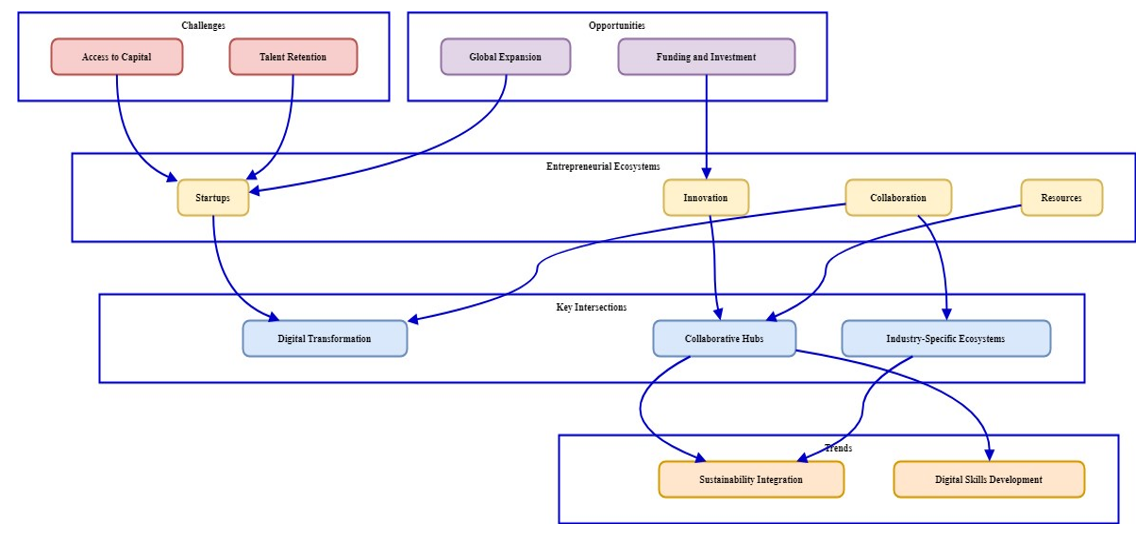 Challenges
Opportunities
Access to Capital
Talent Retention
Global Expansion
Funding and Investment
Entrepreneurial Ecosystems
Startups
Innovation
Collaboration
Resources
Key Intersections
Digital Transformation
Collaborative Hubs
Industry-Specific Ecosystems
Trends
Sustainability Integration
Digital Skills Development